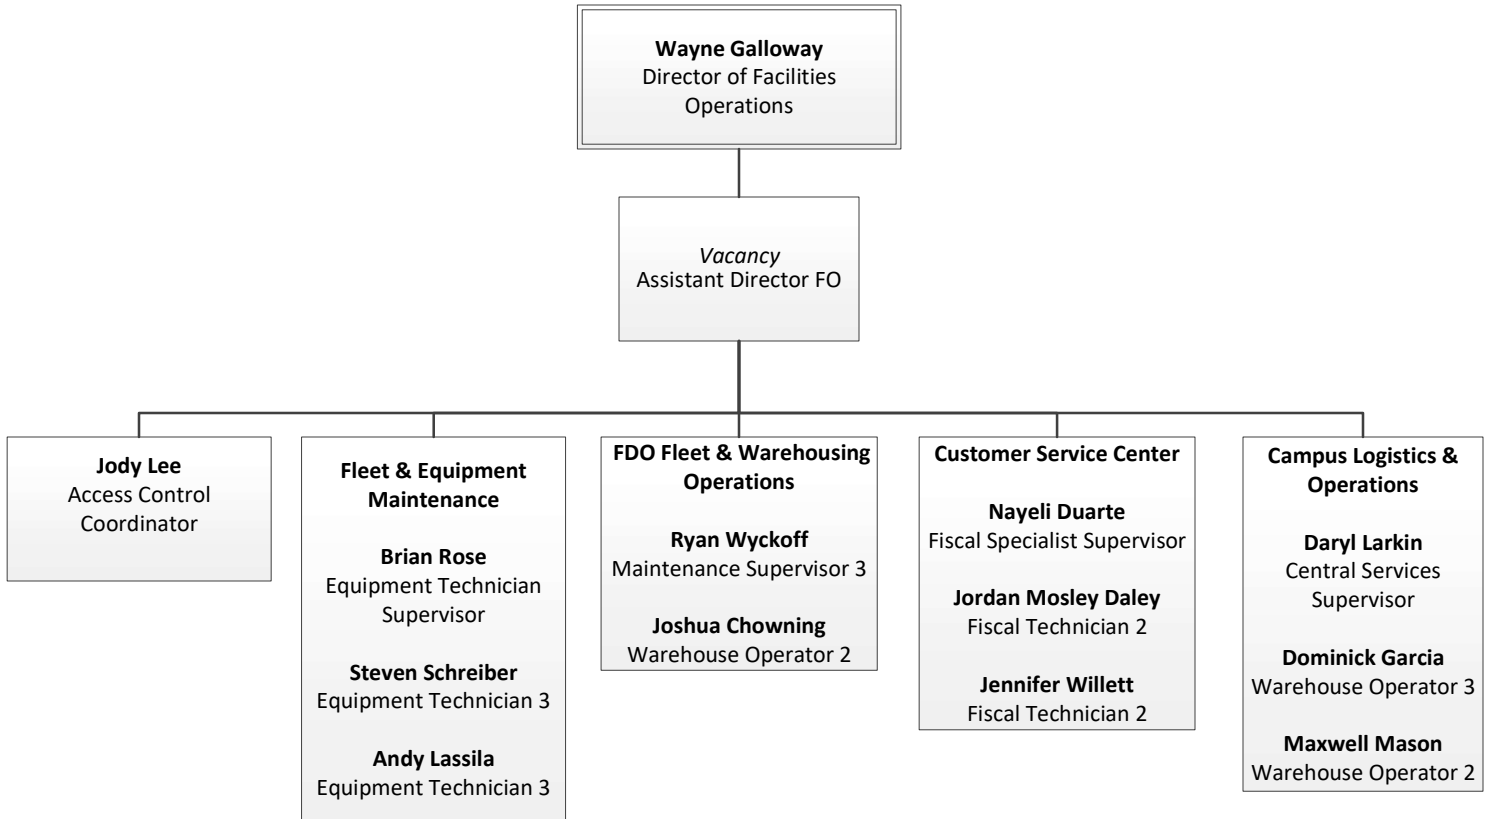 Wayne Galloway
Director of Facilities
Operations
Vacancy
Assistant Director FO
Jody Lee
Access Control
Coordinator
Fleet & Equipment
Maintenance
Brian Rose
Equipment Technician
Supervisor
Steven Schreiber
Equipment Technician 3
Andy Lassila
Equipment Technician 3
FDO Fleet & Warehousing
Operations
Ryan Wyckoff
Maintenance Supervisor 3
Joshua Chowning
Warehouse Operator 2
Customer Service Center
Nayeli Duarte
Fiscal Specialist Supervisor
Jordan Mosley Daley
Fiscal Technician 2
Jennifer Willett
Fiscal Technician 2
Campus Logistics &
Operations
Daryl Larkin
Central Services
Supervisor
Dominick Garcia
Warehouse Operator 3
Maxwell Mason
Warehouse Operator 2